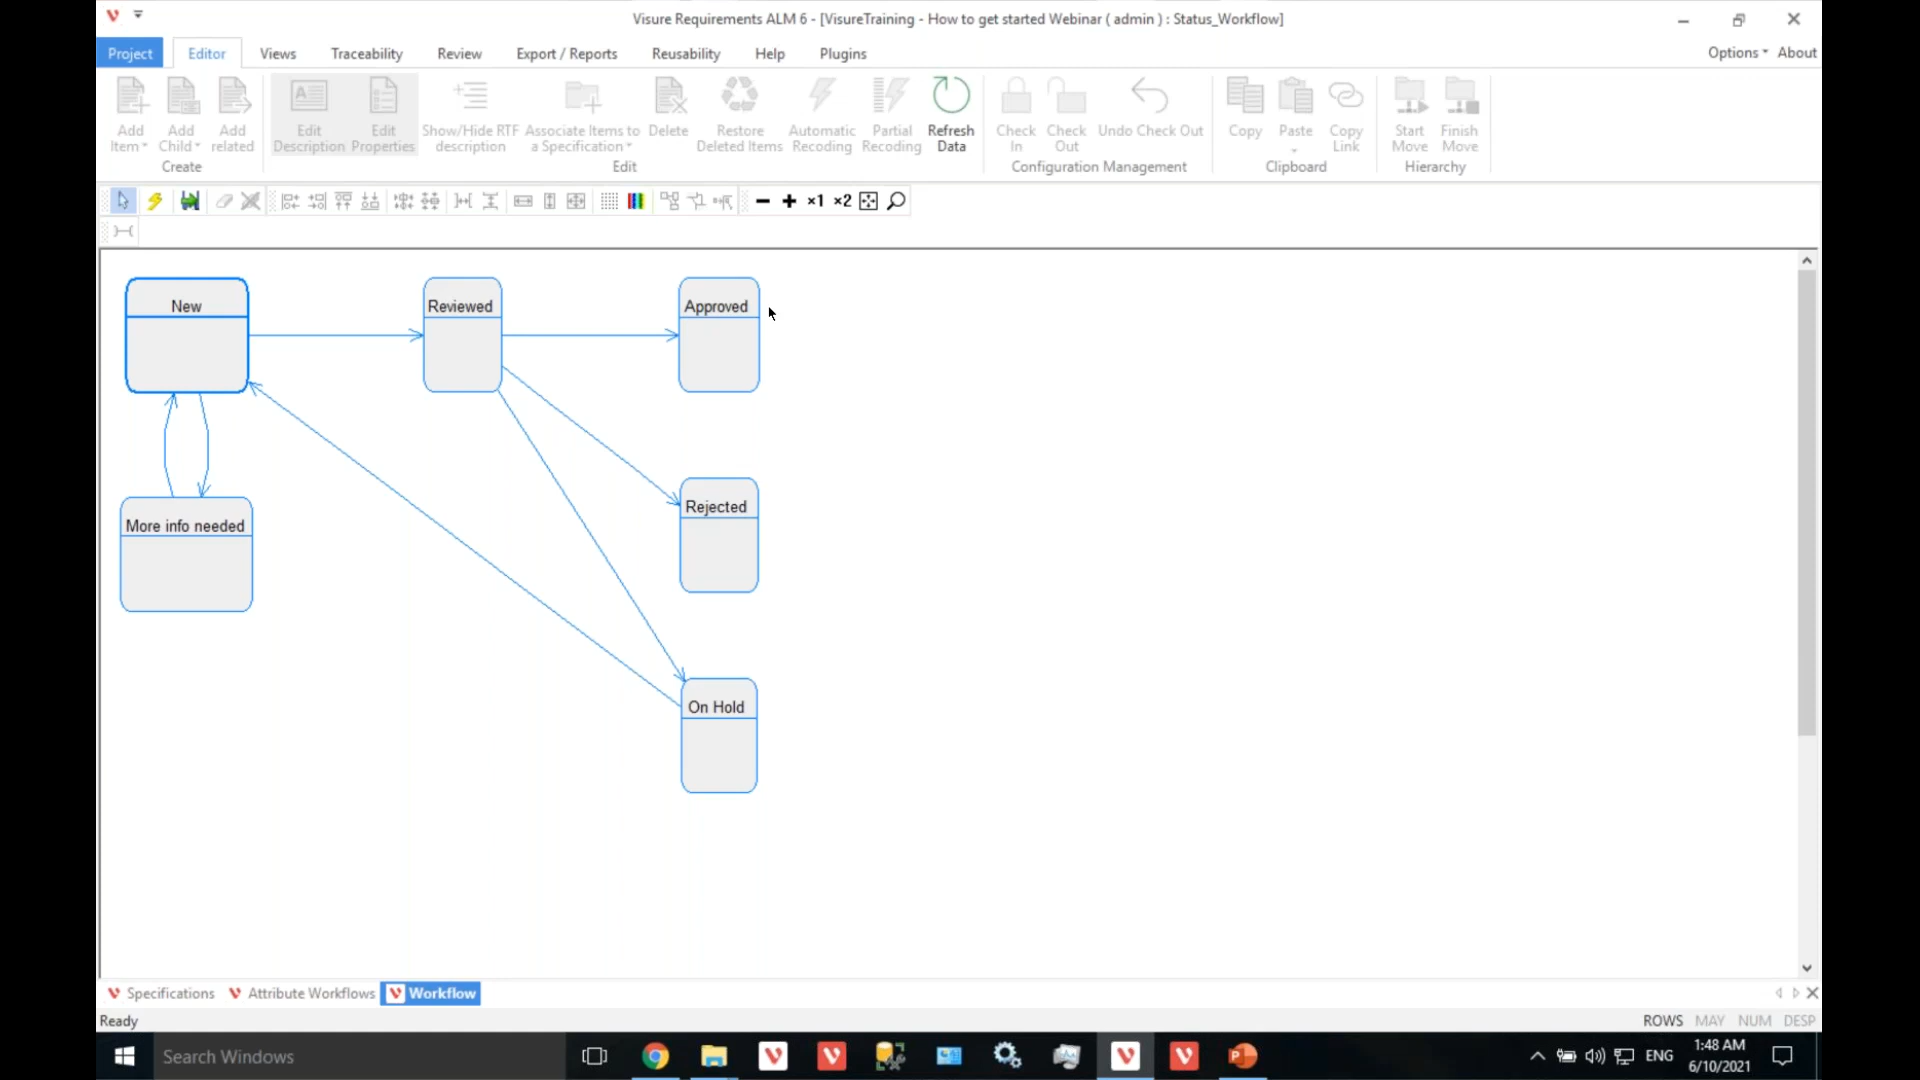 Visure Requirements ALM 6 - [VisureTraining - How to get started Webinar ( admin ) : Status_Workflow]
Project Editor Views Traceability Review Export / Reports Reusability Help Plugins Options About
Add Item Add Child Add related Edit Description Edit Properties Show/Hide RTF description Associate Items to a Specification Delete Restore Deleted Items Automatic Recoding Partial Recoding Refresh Data Check In Check Out Undo Check Out Copy Paste Copy Link Start Move Finish Move
Create Edit Configuration Management Clipboard Hierarchy
×1 ×2
New Reviewed Approved
Rejected
More info needed
On Hold
Specifications Attribute Workflows Workflow
Ready ROWS MAY NUM DESP
Search Windows ENG 1:48 AM
6/10/2021